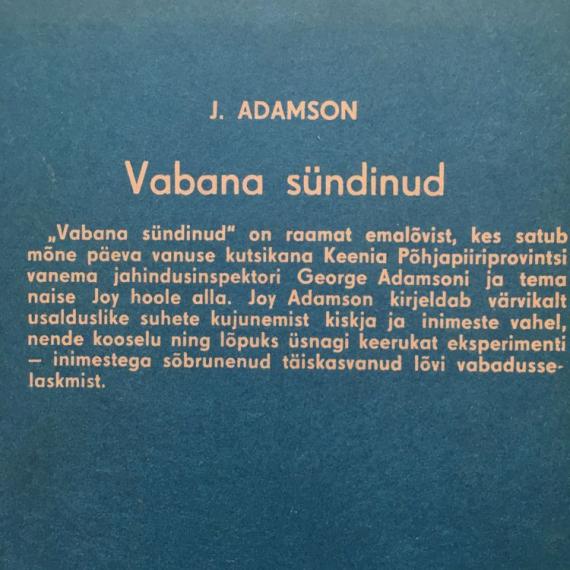 J. ADAMSON
Vabana sündinud
„Vabana sündinud“ on raamat emalõvist, kes satub
mõne päeva vanuse kutsikana Keenia Põhjapiiriprovintsi
vanema jahindusinspektori George Adamsoni ja tema
naise Joy hoole alla. Joy Adamson kirjeldab värvikalt
usalduslike suhete kujunemist kiskja ja inimeste vahel,
nende kooselu ning lõpuks üsnagi keerukat eksperimenti
— inimestega sõbrunenud täiskasvanud lõvi vabadusse-
laskmist.